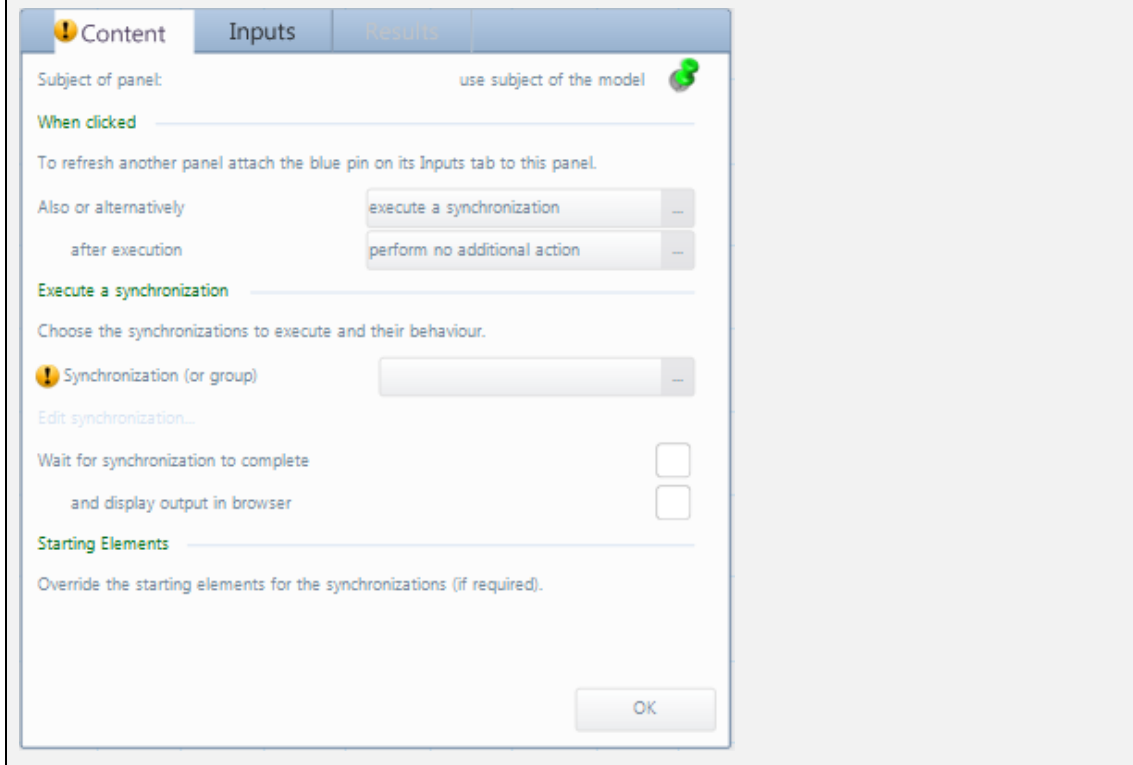 Content Inputs Results
Subject of panel: use subject of the model
When clicked
To refresh another panel attach the blue pin on its Inputs tab to this panel.
Also or alternatively execute a synchronization ...
after execution perform no additional action ...
Execute a synchronization
Choose the synchronizations to execute and their behaviour.
Synchronization (or group) ...
Edit synchronization...
Wait for synchronization to complete
and display output in browser
Starting Elements
Override the starting elements for the synchronizations (if required).
OK